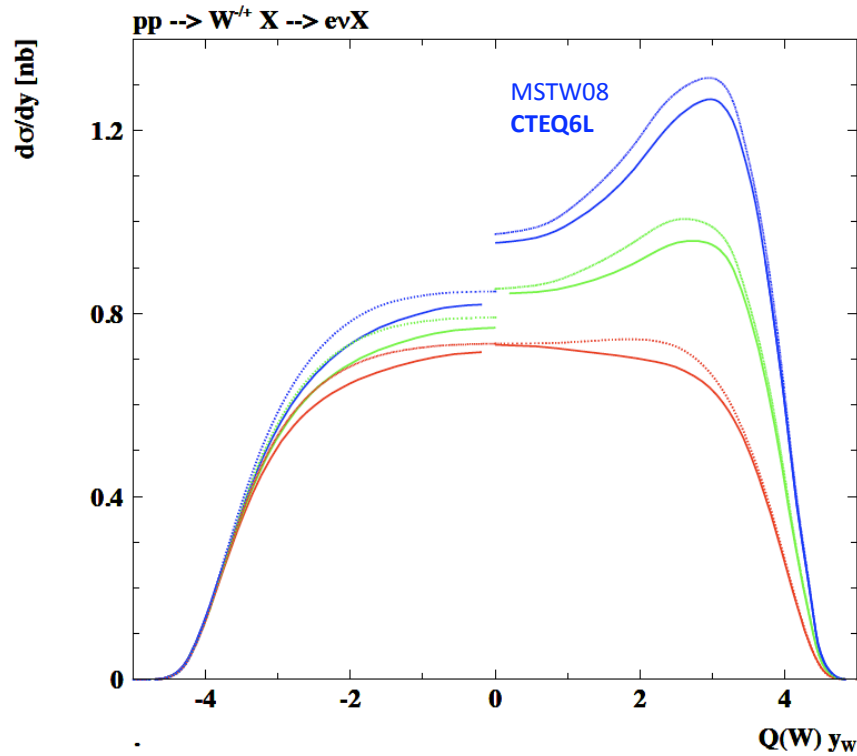 pp --> W⁻/⁺ X --> eνX
dσ/dy [nb]
MSTW08
CTEQ6L
1.2
0.8
0.4
0
-4 -2 0 2 4
Q(W) y_W